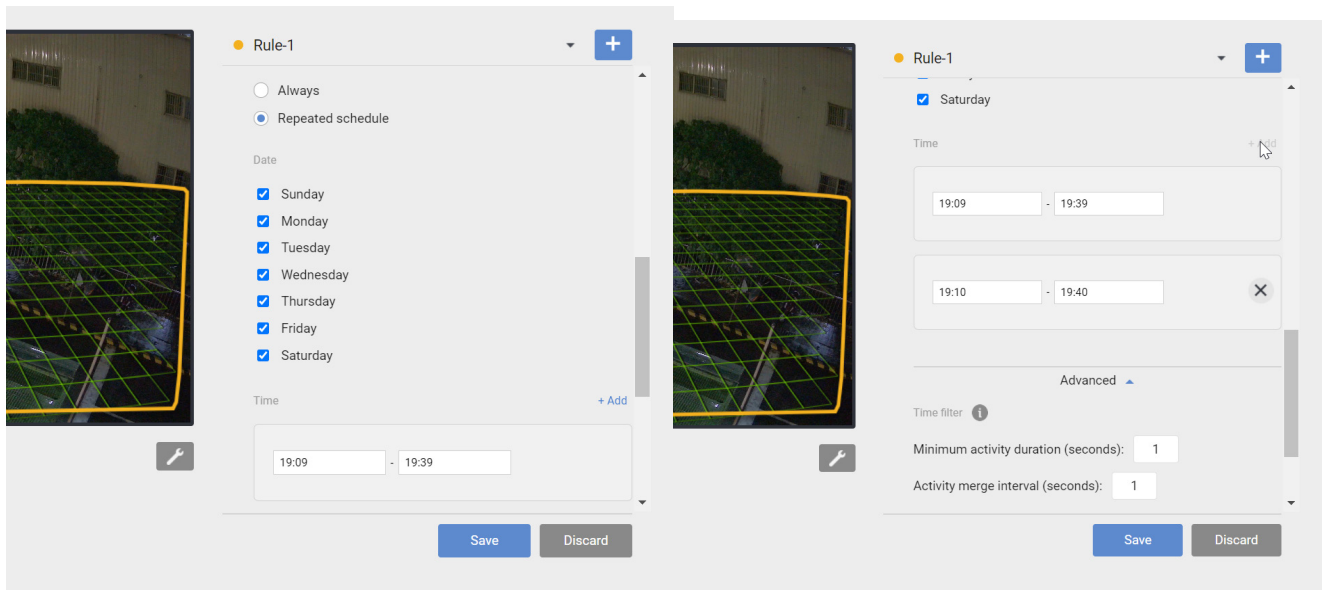 Rule-1
+
Always
Repeated schedule
Date
Sunday
Monday
Tuesday
Wednesday
Thursday
Friday
Saturday
Time + Add
19:09 - 19:39
Save Discard
Rule-1
+
Saturday
Time + Add
19:09 - 19:39
19:10 - 19:40
Advanced
Time filter i
Minimum activity duration (seconds): 1
Activity merge interval (seconds): 1
Save Discard